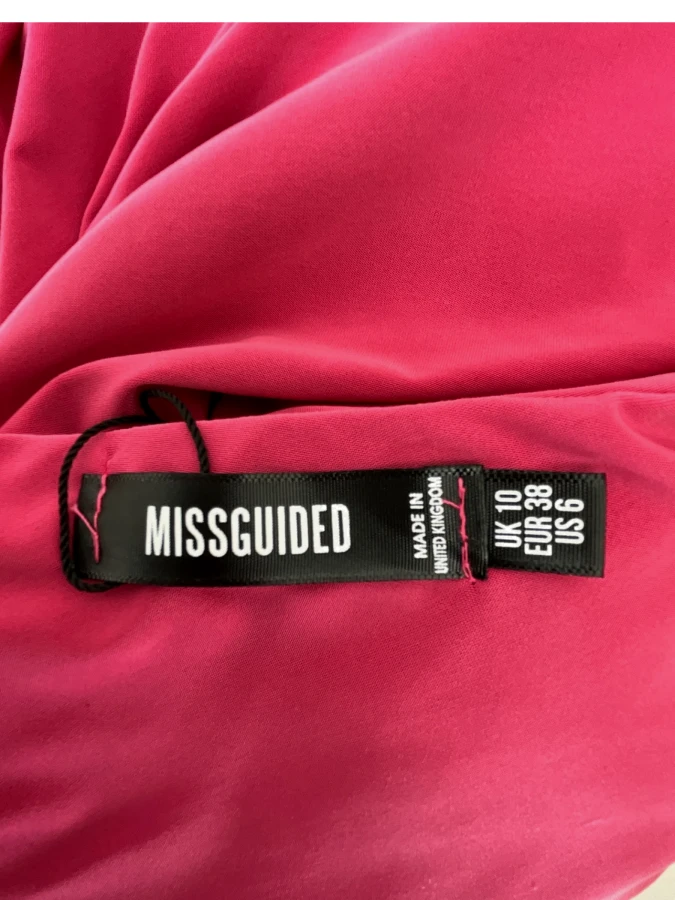 MISSGUIDED
MADE IN
UNITED KINGDOM
UK 10
EUR 38
US 6